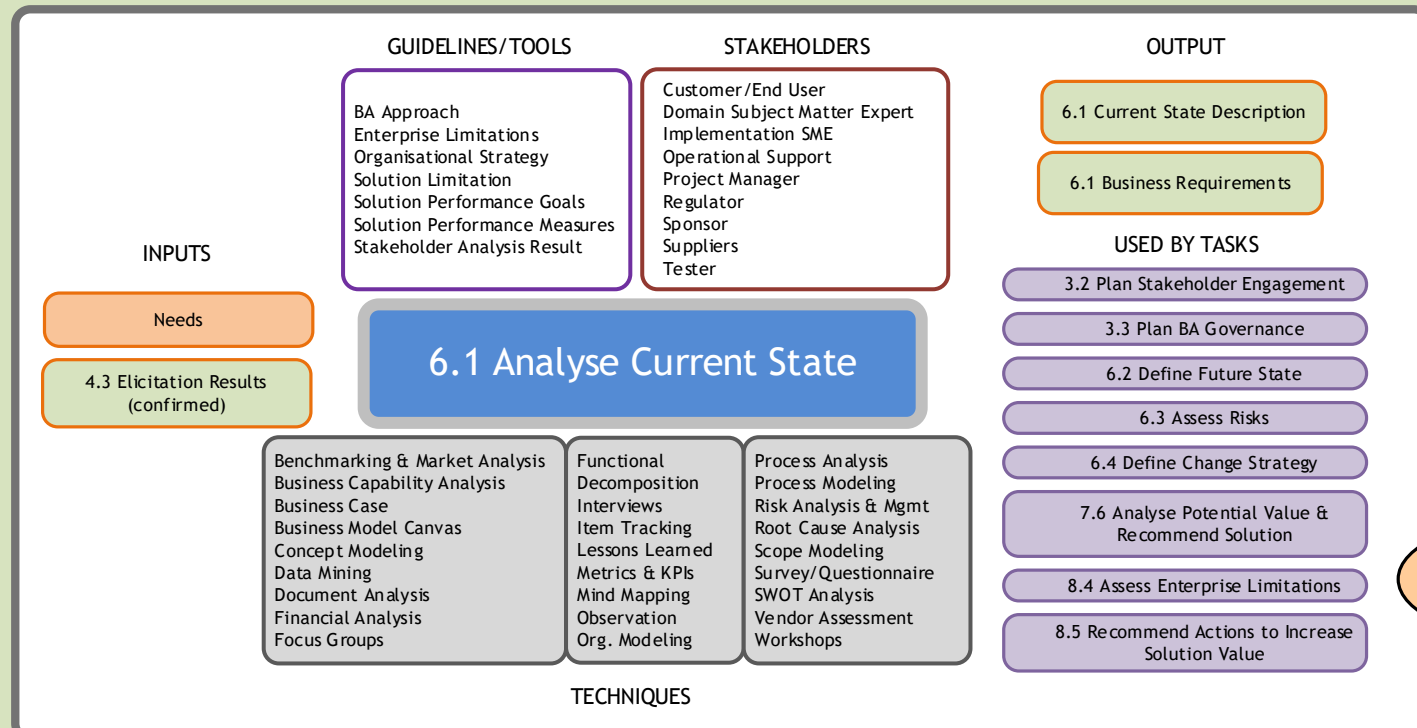 GUIDELINES/TOOLS
BA Approach
Enterprise Limitations
Organisational Strategy
Solution Limitation
Solution Performance Goals
Solution Performance Measures
Stakeholder Analysis Result
STAKEHOLDERS
Customer/End User
Domain Subject Matter Expert
Implementation SME
Operational Support
Project Manager
Regulator
Sponsor
Suppliers
Tester
OUTPUT
6.1 Current State Description
6.1 Business Requirements
INPUTS
Needs
4.3 Elicitation Results
(confirmed)
6.1 Analyse Current State
USED BY TASKS
3.2 Plan Stakeholder Engagement
3.3 Plan BA Governance
6.2 Define Future State
6.3 Assess Risks
6.4 Define Change Strategy
7.6 Analyse Potential Value &
Recommend Solution
8.4 Assess Enterprise Limitations
8.5 Recommend Actions to Increase
Solution Value
Benchmarking & Market Analysis
Business Capability Analysis
Business Case
Business Model Canvas
Concept Modeling
Data Mining
Document Analysis
Financial Analysis
Focus Groups
Functional
Decomposition
Interviews
Item Tracking
Lessons Learned
Metrics & KPIs
Mind Mapping
Observation
Org. Modeling
Process Analysis
Process Modeling
Risk Analysis & Mgmt
Root Cause Analysis
Scope Modeling
Survey/Questionnaire
SWOT Analysis
Vendor Assessment
Workshops
TECHNIQUES